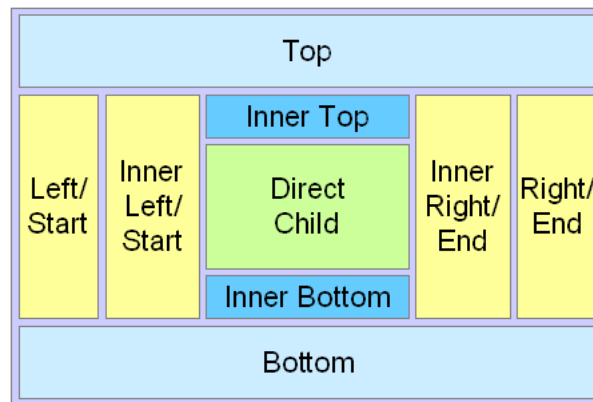 Top
Left/
Start
Inner
Left/
Start
Inner Top
Direct
Child
Inner Bottom
Inner
Right/
End
Right/
End
Bottom